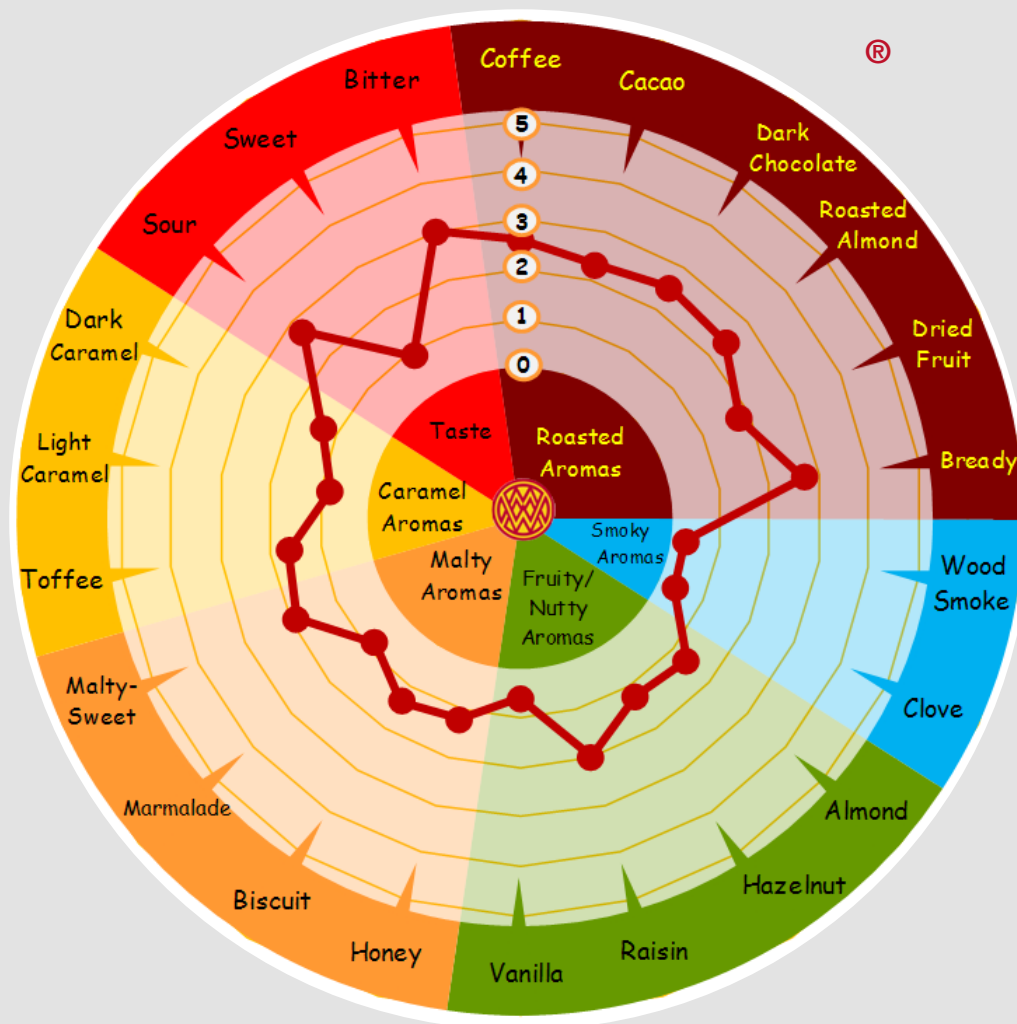 ®
Coffee
Cacao
Dark
Chocolate
Roasted
Almond
Dried
Fruit
Bready
Wood
Smoke
Clove
Almond
Hazelnut
Raisin
Vanilla
Honey
Biscuit
Marmalade
Malty-
Sweet
Toffee
Light
Caramel
Dark
Caramel
Sour
Sweet
Bitter
5
4
3
2
1
0
Taste
Roasted
Aromas
Caramel
Aromas
Smoky
Aromas
Malty
Aromas
Fruity/
Nutty
Aromas